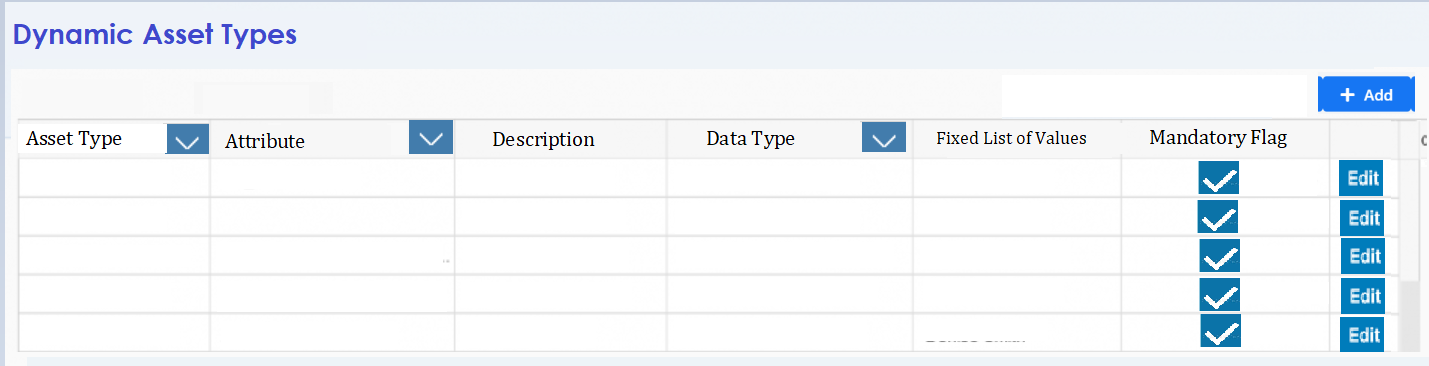 Dynamic Asset Types
+ Add
Asset Type Attribute Description Data Type Fixed List of Values Mandatory Flag
Edit
Edit
Edit
Edit
Edit